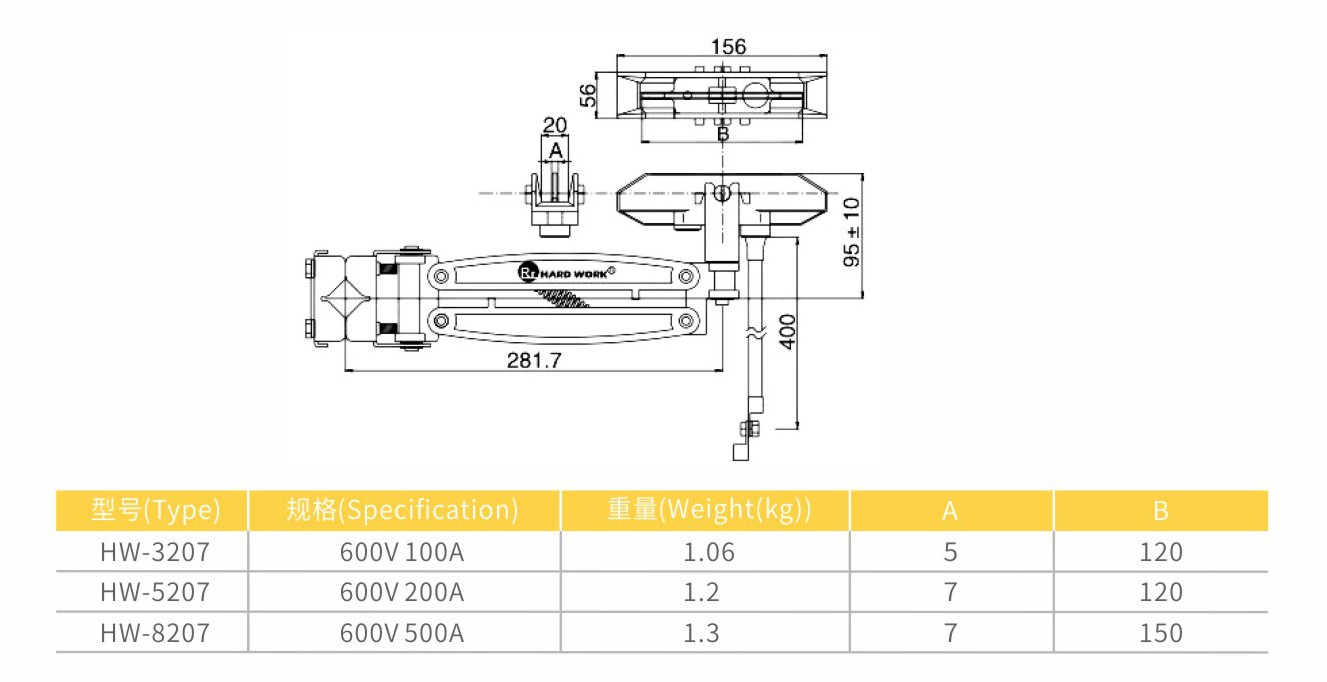 156
56
B
20
A
95 ± 10
Rr HARD WORK
400
281.7
型号(Type) 规格(Specification) 重量(Weight(kg)) A B
HW-3207 600V 100A 1.06 5 120
HW-5207 600V 200A 1.2 7 120
HW-8207 600V 500A 1.3 7 150